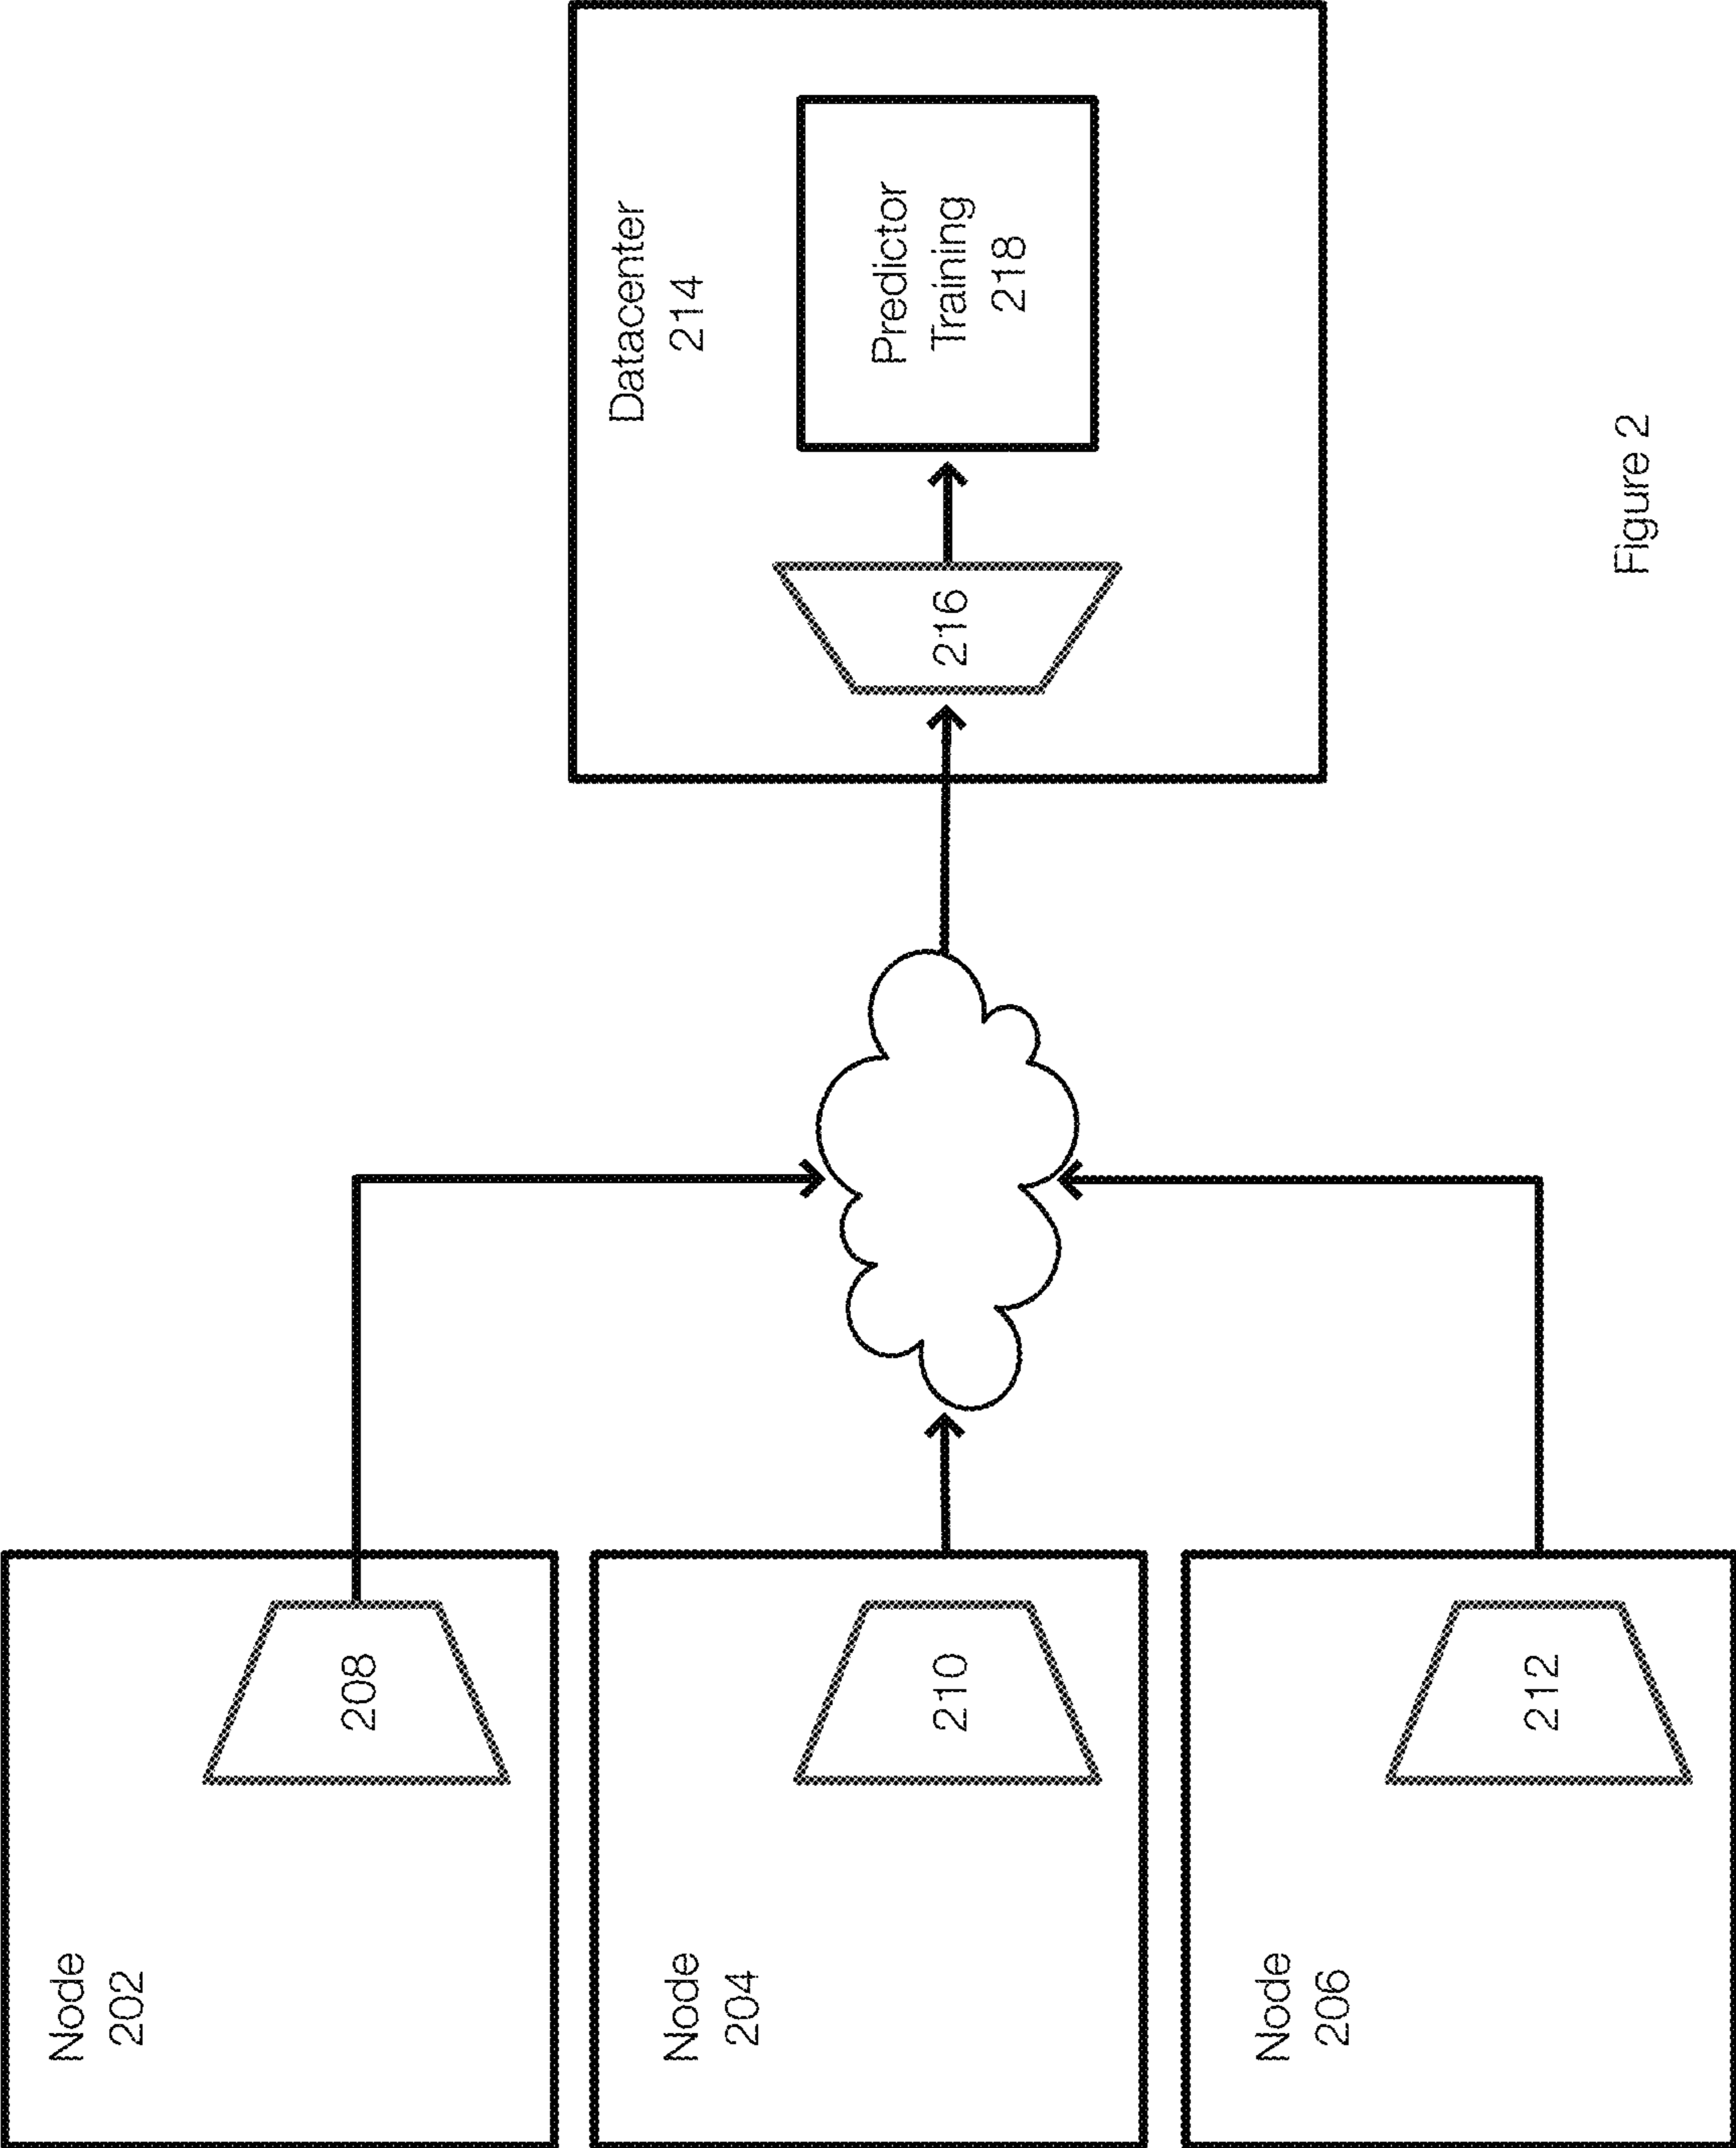 Node
202
208
Node
204
210
Node
206
212
Datacenter
214
216
Predictor
Training
218
Figure 2